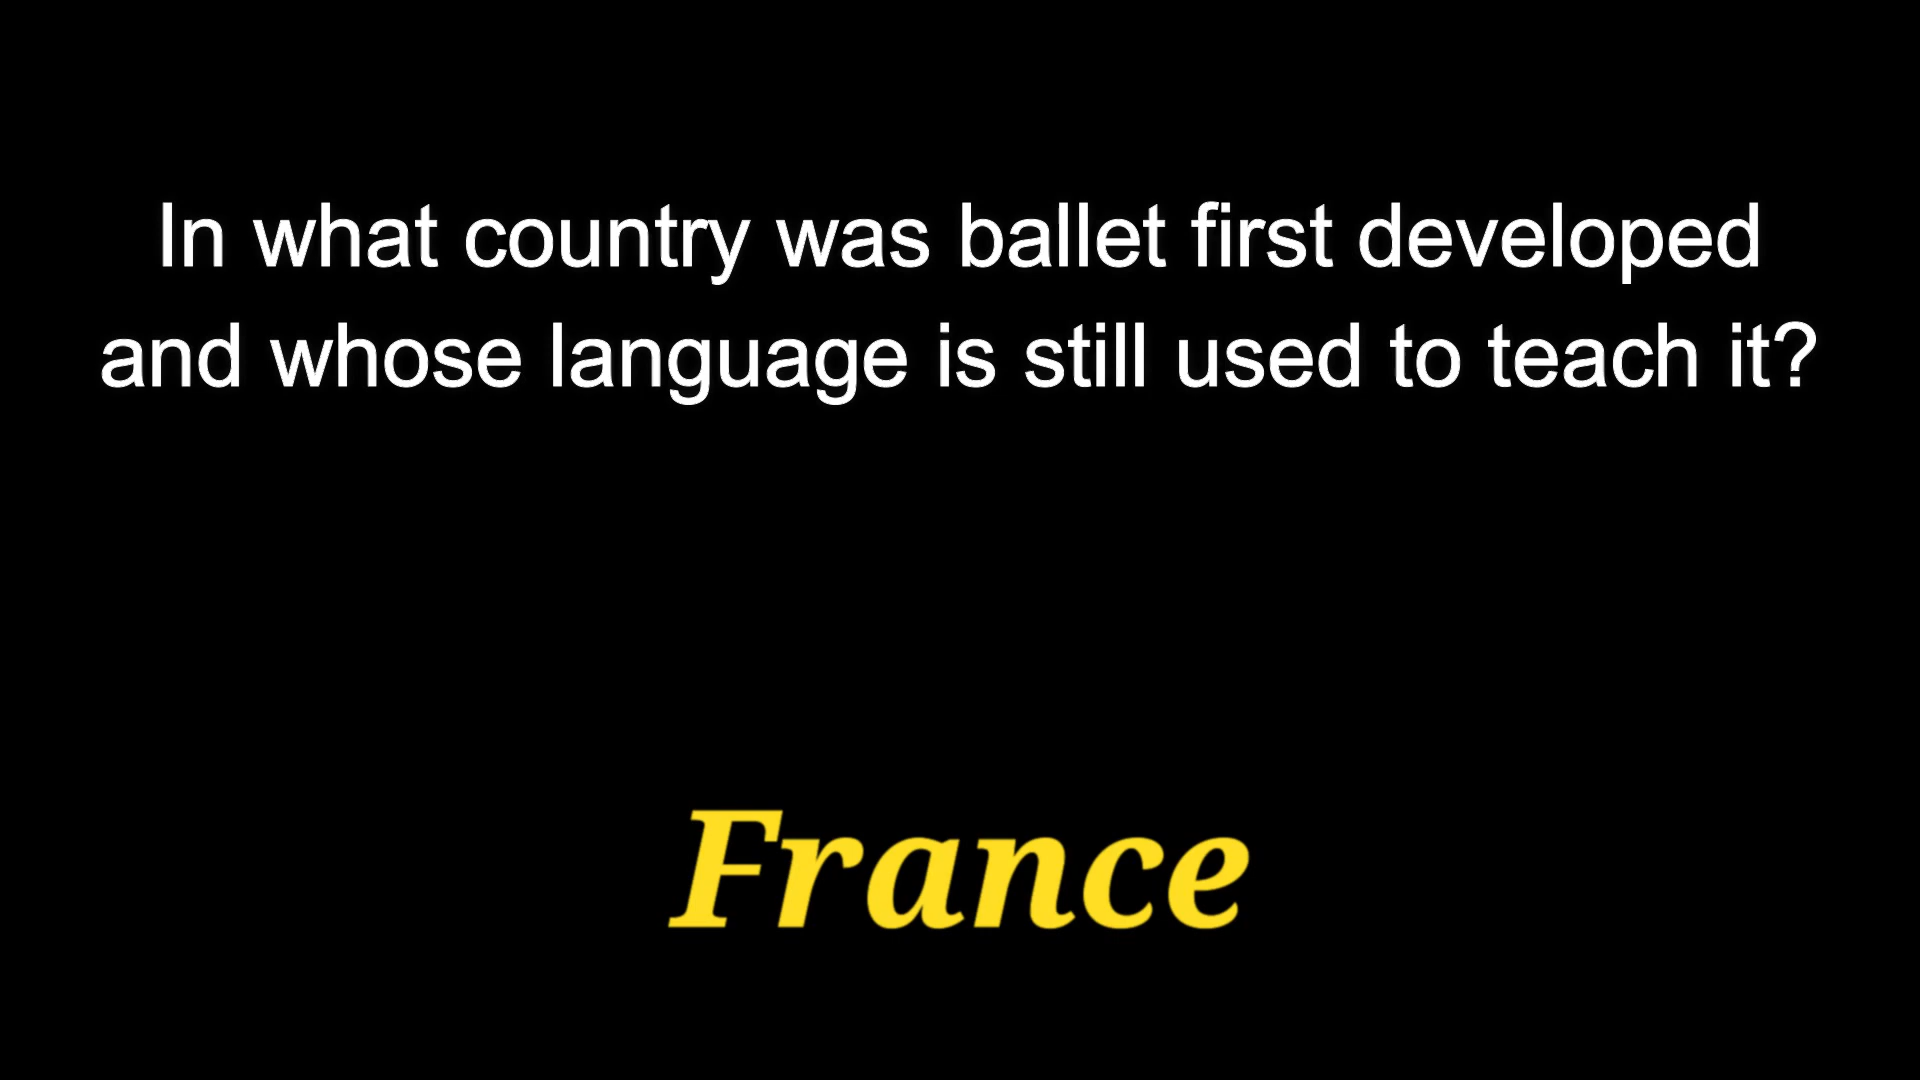 In what country was ballet first developed
and whose language is still used to teach it?
France